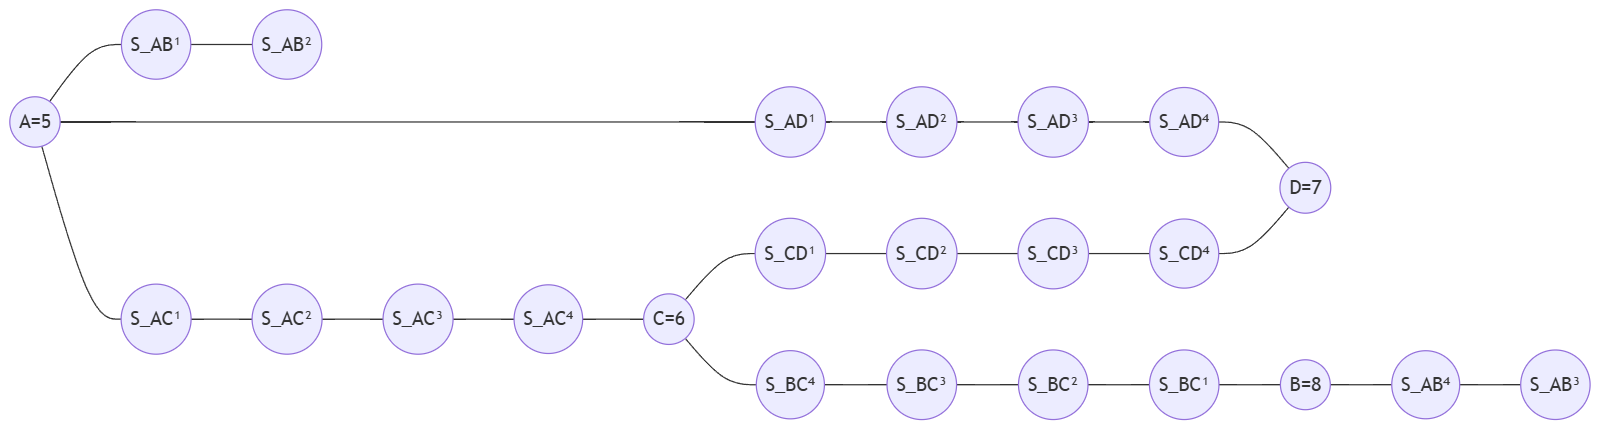 S_AB¹
S_AB²
A=5
S_AD¹
S_AD²
S_AD³
S_AD⁴
D=7
S_CD¹
S_CD²
S_CD³
S_CD⁴
S_AC¹
S_AC²
S_AC³
S_AC⁴
C=6
S_BC⁴
S_BC³
S_BC²
S_BC¹
B=8
S_AB⁴
S_AB³